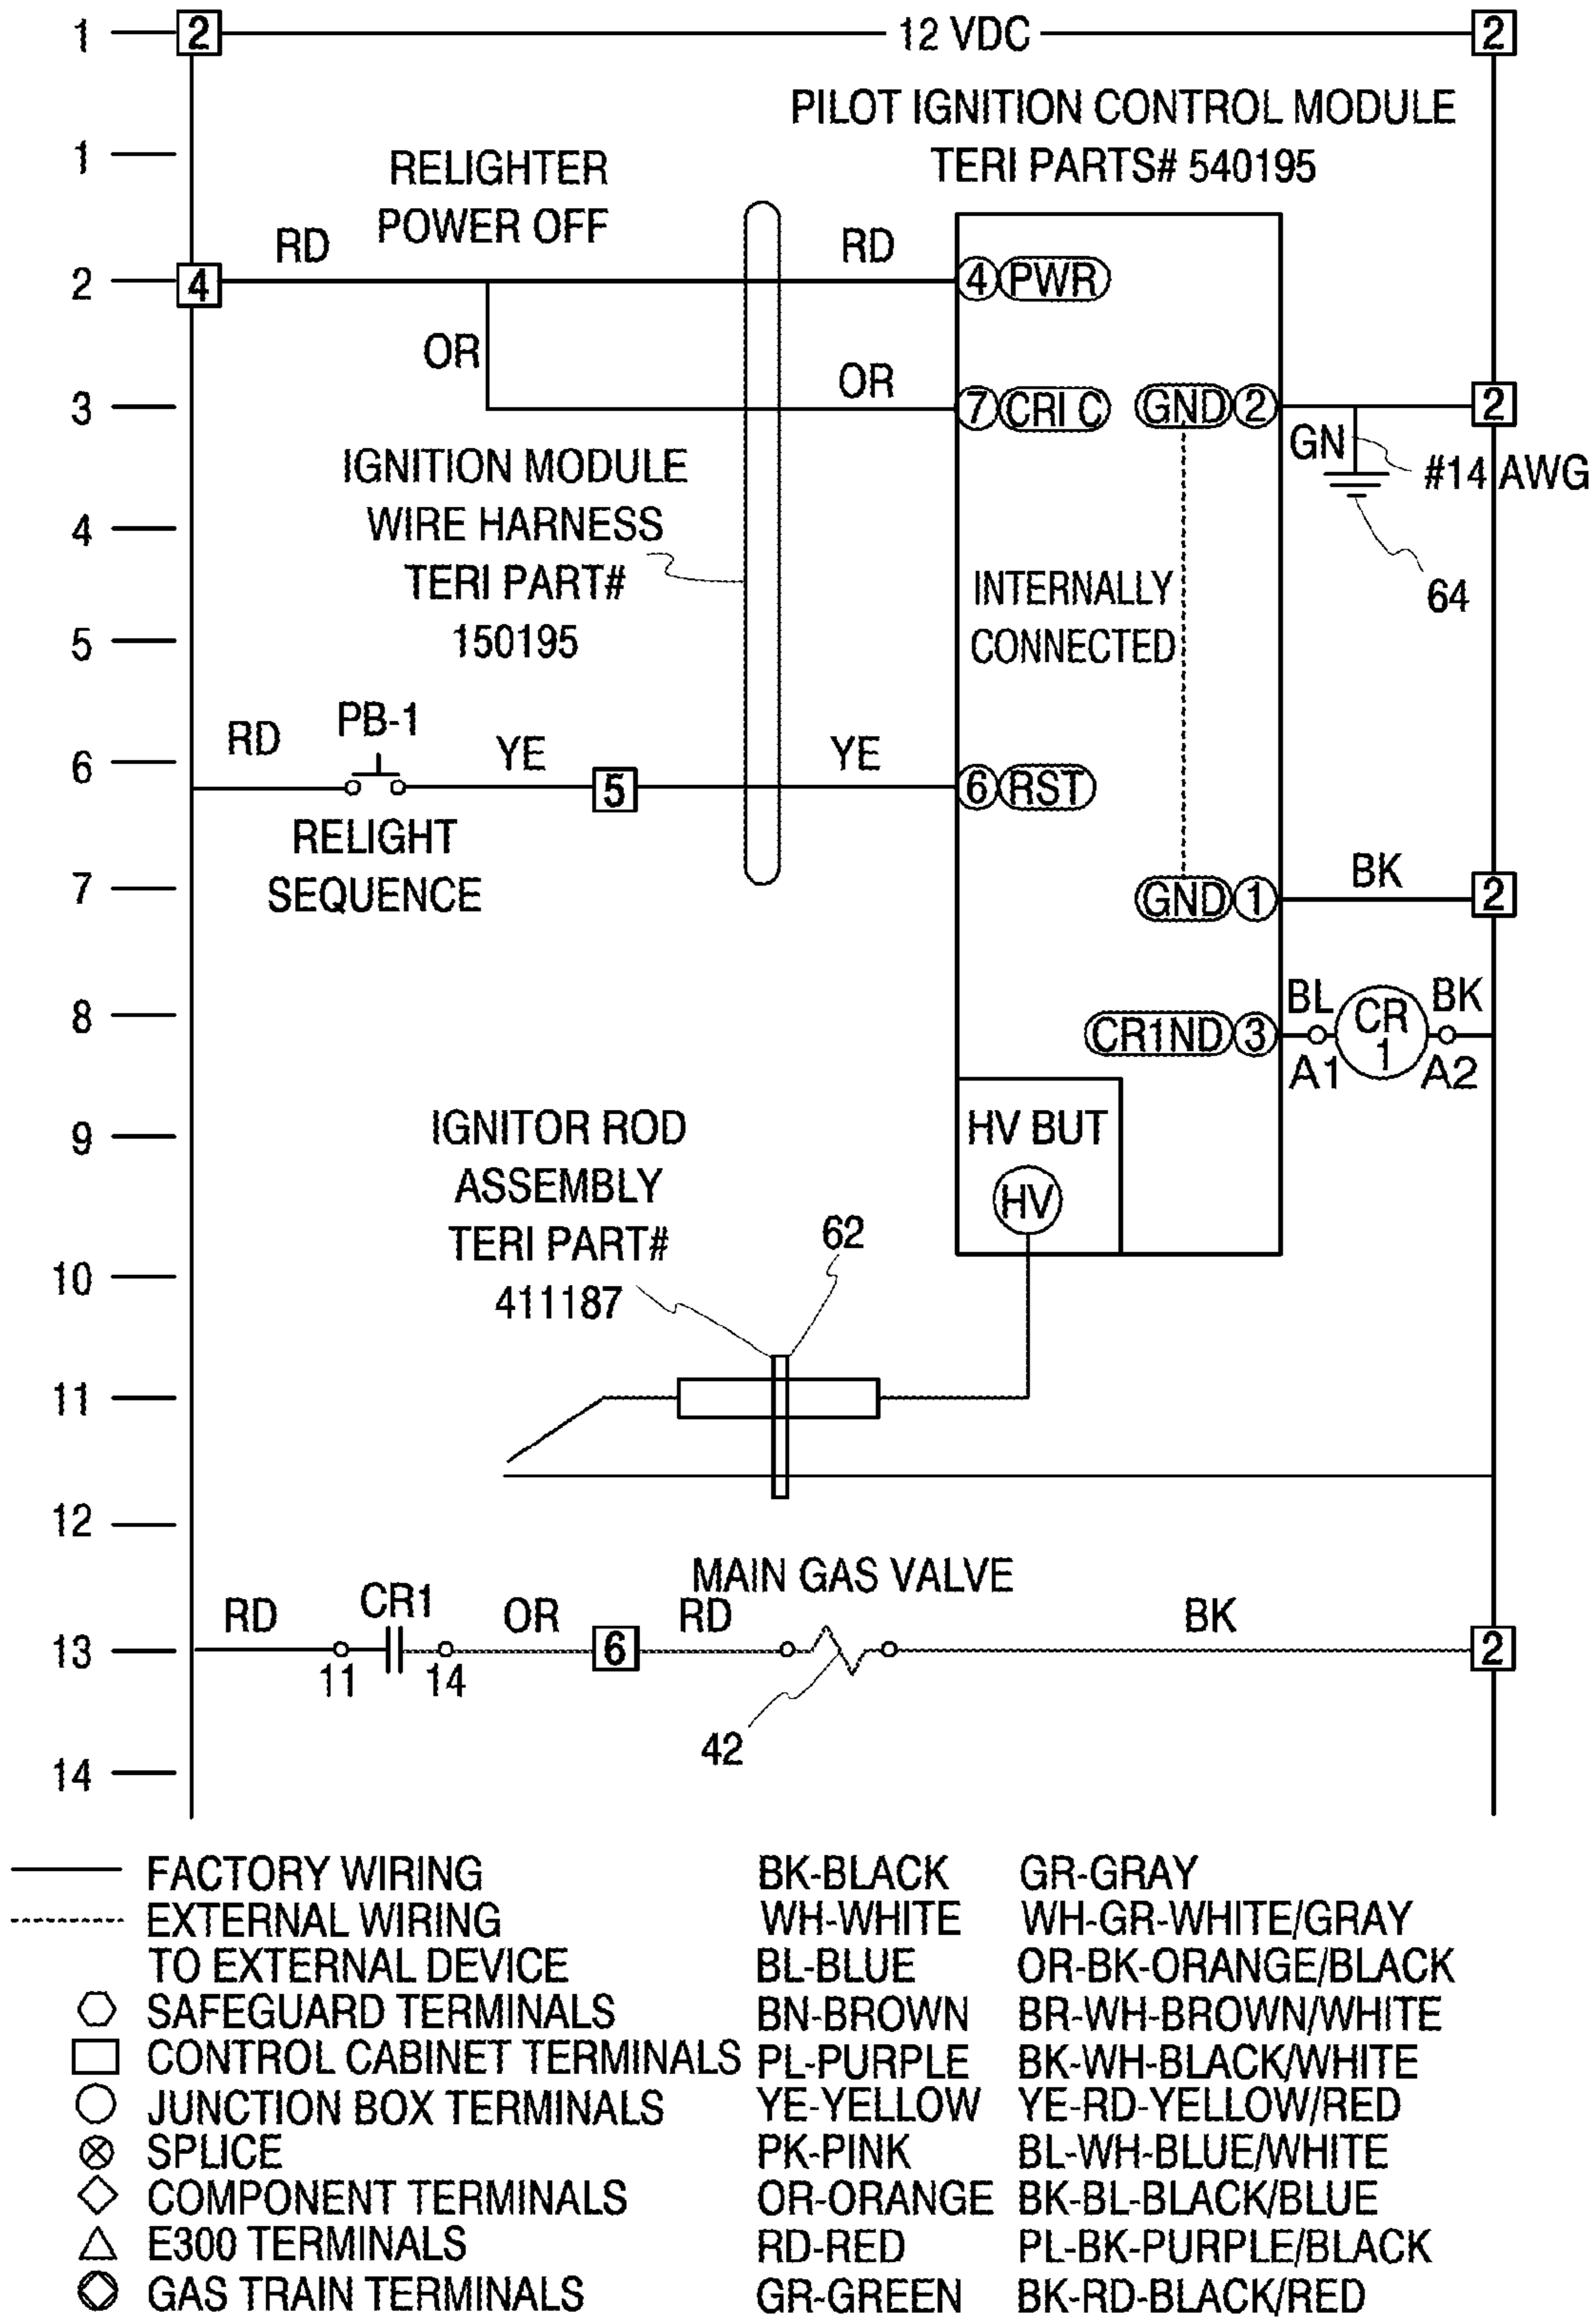 1 2 12 VDC 2
PILOT IGNITION CONTROL MODULE
TERI PARTS# 540195
1
RELIGHTER
POWER OFF
RD RD
2 4 4 PWR
OR OR
3 7 CRI C GND 2 2
GN
#14 AWG
64
IGNITION MODULE
WIRE HARNESS
TERI PART#
150195
4
INTERNALLY
CONNECTED
5
RD PB-1 YE YE
6 5 6 RST
RELIGHT
SEQUENCE
7 GND 1 BK 2
8 CR1ND 3 BL CR BK
1
A1 A2
9 HV BUT
HV
IGNITOR ROD
ASSEMBLY
TERI PART#
411187
62
10
11
12
MAIN GAS VALVE
RD CR1 OR RD BK
13 6 2
11 14
42
14
FACTORY WIRING
EXTERNAL WIRING
TO EXTERNAL DEVICE
SAFEGUARD TERMINALS
CONTROL CABINET TERMINALS
JUNCTION BOX TERMINALS
SPLICE
COMPONENT TERMINALS
E300 TERMINALS
GAS TRAIN TERMINALS
BK-BLACK
WH-WHITE
BL-BLUE
BN-BROWN
PL-PURPLE
YE-YELLOW
PK-PINK
OR-ORANGE
RD-RED
GR-GREEN
GR-GRAY
WH-GR-WHITE/GRAY
OR-BK-ORANGE/BLACK
BR-WH-BROWN/WHITE
BK-WH-BLACK/WHITE
YE-RD-YELLOW/RED
BL-WH-BLUE/WHITE
BK-BL-BLACK/BLUE
PL-BK-PURPLE/BLACK
BK-RD-BLACK/RED